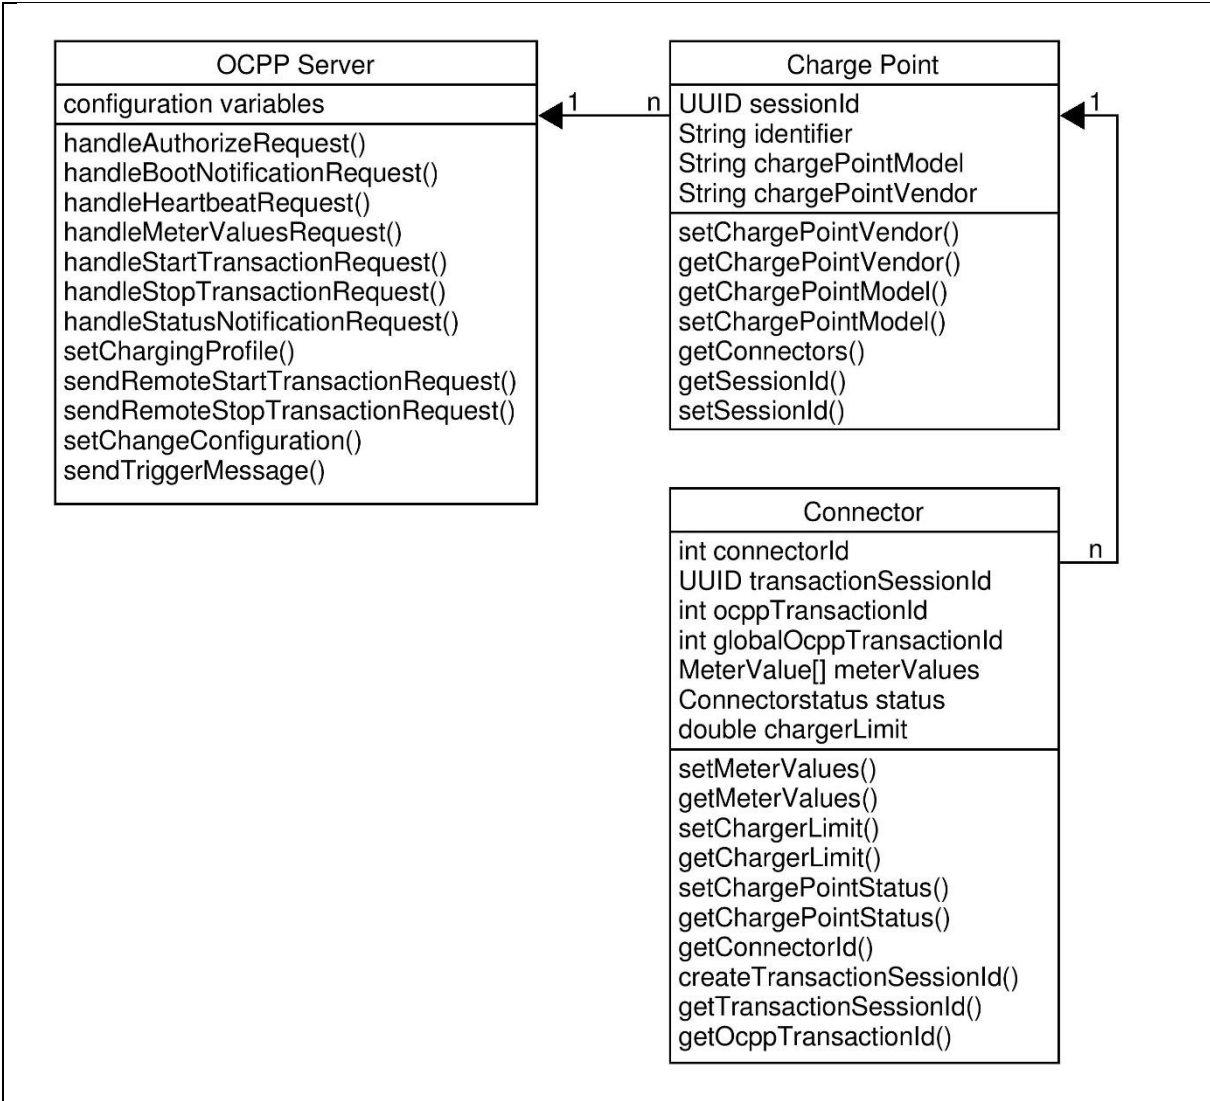 OCPP Server
configuration variables
handleAuthorizeRequest()
handleBootNotificationRequest()
handleHeartbeatRequest()
handleMeterValuesRequest()
handleStartTransactionRequest()
handleStopTransactionRequest()
handleStatusNotificationRequest()
setChargingProfile()
sendRemoteStartTransactionRequest()
sendRemoteStopTransactionRequest()
setChangeConfiguration()
sendTriggerMessage()
1
n
Charge Point
UUID sessionId
String identifier
String chargePointModel
String chargePointVendor
setChargePointVendor()
getChargePointVendor()
getChargePointModel()
setChargePointModel()
getConnectors()
getSessionId()
setSessionId()
1
n
Connector
int connectorId
UUID transactionSessionId
int ocppTransactionId
int globalOcppTransactionId
MeterValue[] meterValues
Connectorstatus status
double chargerLimit
setMeterValues()
getMeterValues()
setChargerLimit()
getChargerLimit()
setChargePointStatus()
getChargePointStatus()
getConnectorId()
createTransactionSessionId()
getTransactionSessionId()
getOcppTransactionId()